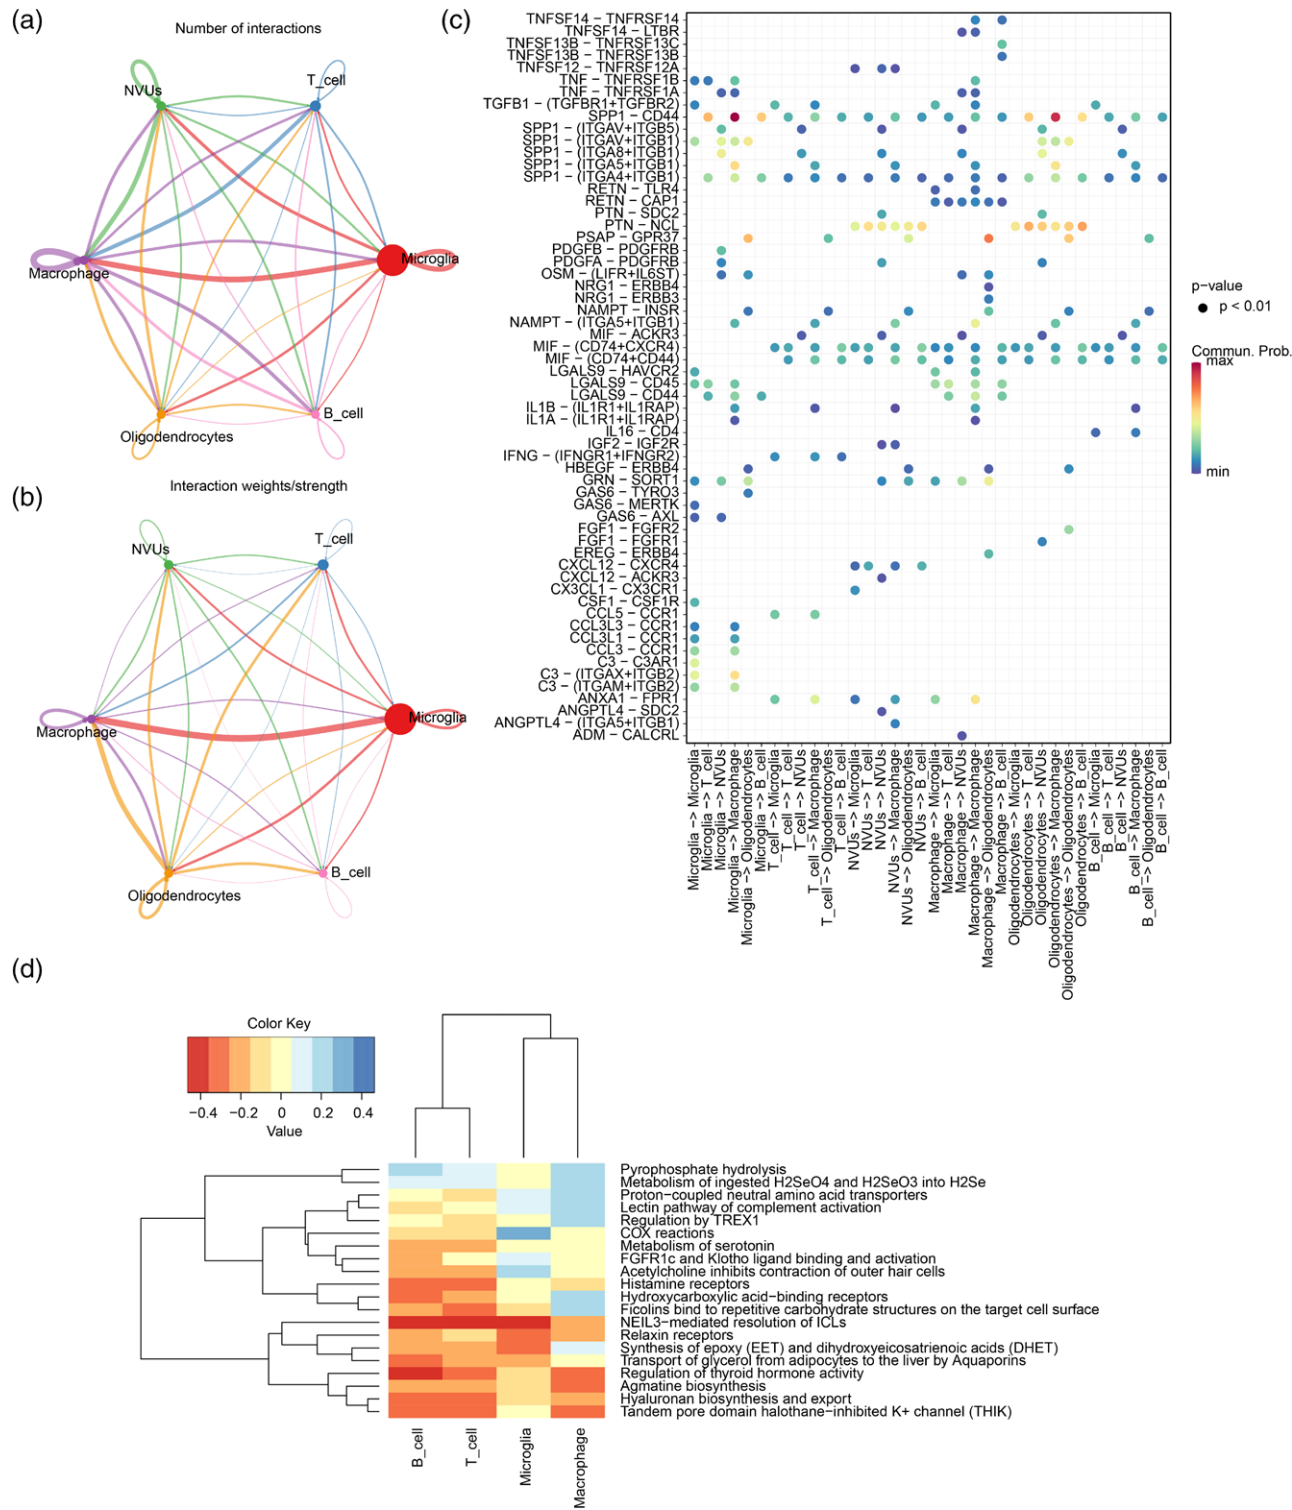 (a)
Number of interactions
NVUs
T_cell
Macrophage
Microglia
Oligodendrocytes
B_cell
(b)
Interaction weights/strength
NVUs
T_cell
Macrophage
Microglia
Oligodendrocytes
B_cell
(c)
TNFSF14 − TNFRSF14
TNFSF14 − LTBR
TNFSF13B − TNFRSF13C
TNFSF13B − TNFRSF13B
TNFSF12 − TNFRSF12A
TNF − TNFRSF1B
TNF − TNFRSF1A
TGFB1 − (TGFBR1+TGFBR2)
SPP1 − CD44
SPP1 − (ITGAV+ITGB5)
SPP1 − (ITGAV+ITGB1)
SPP1 − (ITGA8+ITGB1)
SPP1 − (ITGA5+ITGB1)
SPP1 − (ITGA4+ITGB1)
RETN − TLR4
RETN − CAP1
PTN − SDC2
PTN − NCL
PSAP − GPR37
PDGFB − PDGFRB
PDGFA − PDGFRB
OSM − (LIFR+IL6ST)
NRG1 − ERBB4
NRG1 − ERBB3
NAMPT − INSR
NAMPT − (ITGA5+ITGB1)
MIF − ACKR3
MIF − (CD74+CXCR4)
MIF − (CD74+CD44)
LGALS9 − HAVCR2
LGALS9 − CD45
LGALS9 − CD44
IL1B − (IL1R1+IL1RAP)
IL1A − (IL1R1+IL1RAP)
IL16 − CD4
IGF2 − IGF2R
IFNG − (IFNGR1+IFNGR2)
HBEGF − ERBB4
GRN − SORT1
GAS6 − TYRO3
GAS6 − MERTK
GAS6 − AXL
FGF1 − FGFR2
FGF1 − FGFR1
EREG − ERBB4
CXCL12 − CXCR4
CXCL12 − ACKR3
CX3CL1 − CX3CR1
CSF1 − CSF1R
CCL5 − CCR1
CCL3L3 − CCR1
CCL3L1 − CCR1
CCL3 − CCR1
C3 − C3AR1
C3 − (ITGAX+ITGB2)
C3 − (ITGAM+ITGB2)
ANXA1 − FPR1
ANGPTL4 − SDC2
ANGPTL4 − (ITGA5+ITGB1)
ADM − CALCRL
Microglia −> Microglia
Microglia −> T_cell
Microglia −> NVUs
Microglia −> Macrophage
Microglia −> Oligodendrocytes
Microglia −> B_cell
T_cell −> Microglia
T_cell −> T_cell
T_cell −> NVUs
T_cell −> Macrophage
T_cell −> Oligodendrocytes
T_cell −> B_cell
NVUs −> Microglia
NVUs −> T_cell
NVUs −> NVUs
NVUs −> Macrophage
NVUs −> Oligodendrocytes
NVUs −> B_cell
Macrophage −> Microglia
Macrophage −> T_cell
Macrophage −> NVUs
Macrophage −> Macrophage
Macrophage −> Oligodendrocytes
Macrophage −> B_cell
Oligodendrocytes −> Microglia
Oligodendrocytes −> T_cell
Oligodendrocytes −> NVUs
Oligodendrocytes −> Macrophage
Oligodendrocytes −> Oligodendrocytes
Oligodendrocytes −> B_cell
B_cell −> Microglia
B_cell −> T_cell
B_cell −> NVUs
B_cell −> Macrophage
B_cell −> Oligodendrocytes
B_cell −> B_cell
p−value
p < 0.01
Commun. Prob.
max
min
(d)
Color Key
−0.4 −0.2 0 0.2 0.4
Value
Pyrophosphate hydrolysis
Metabolism of ingested H2SeO4 and H2SeO3 into H2Se
Proton−coupled neutral amino acid transporters
Lectin pathway of complement activation
Regulation by TREX1
COX reactions
Metabolism of serotonin
FGFR1c and Klotho ligand binding and activation
Acetylcholine inhibits contraction of outer hair cells
Histamine receptors
Hydroxycarboxylic acid−binding receptors
Ficolins bind to repetitive carbohydrate structures on the target cell surface
NEIL3−mediated resolution of ICLs
Relaxin receptors
Synthesis of epoxy (EET) and dihydroxyeicosatrienoic acids (DHET)
Transport of glycerol from adipocytes to the liver by Aquaporins
Regulation of thyroid hormone activity
Agmatine biosynthesis
Hyaluronan biosynthesis and export
Tandem pore domain halothane−inhibited K+ channel (THIK)
B_cell
T_cell
Microglia
Macrophage